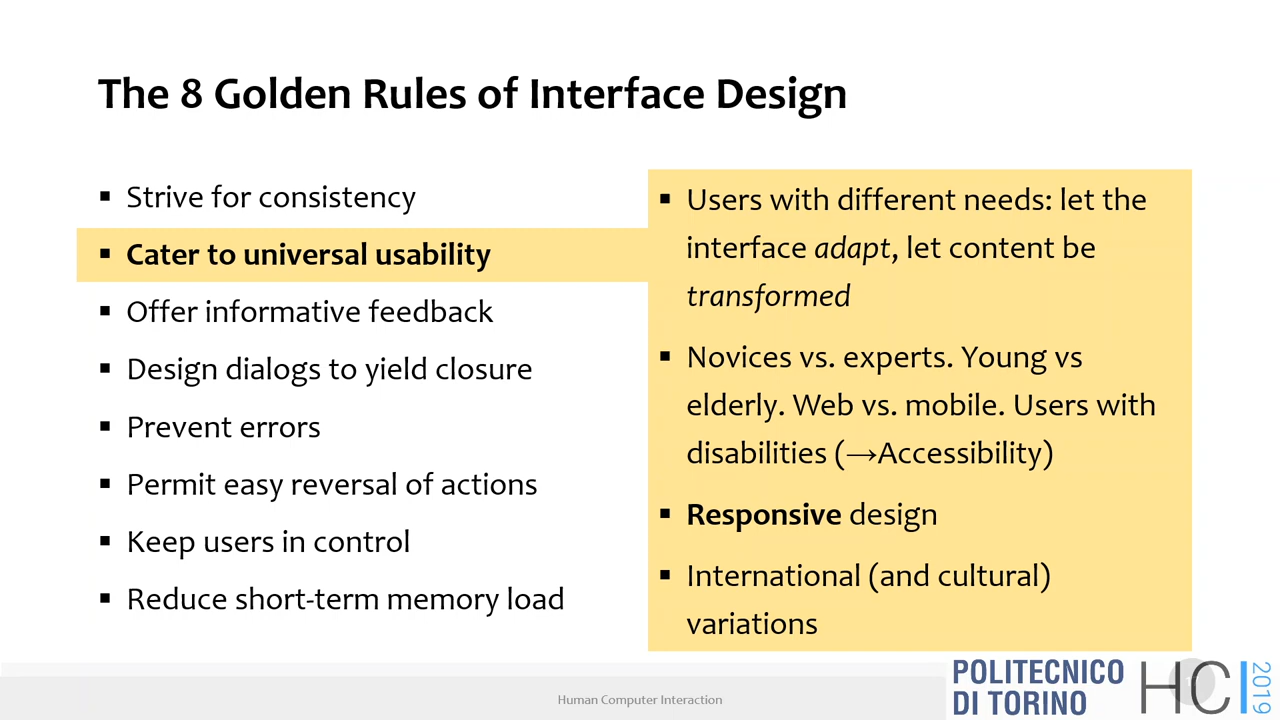 The 8 Golden Rules of Interface Design
▪ Strive for consistency
▪ Cater to universal usability
▪ Offer informative feedback
▪ Design dialogs to yield closure
▪ Prevent errors
▪ Permit easy reversal of actions
▪ Keep users in control
▪ Reduce short-term memory load
▪ Users with different needs: let the
interface adapt, let content be
transformed
▪ Novices vs. experts. Young vs
elderly. Web vs. mobile. Users with
disabilities (→Accessibility)
▪ Responsive design
▪ International (and cultural)
variations
Human Computer Interaction
POLITECNICO
DI TORINO
HCI
2019